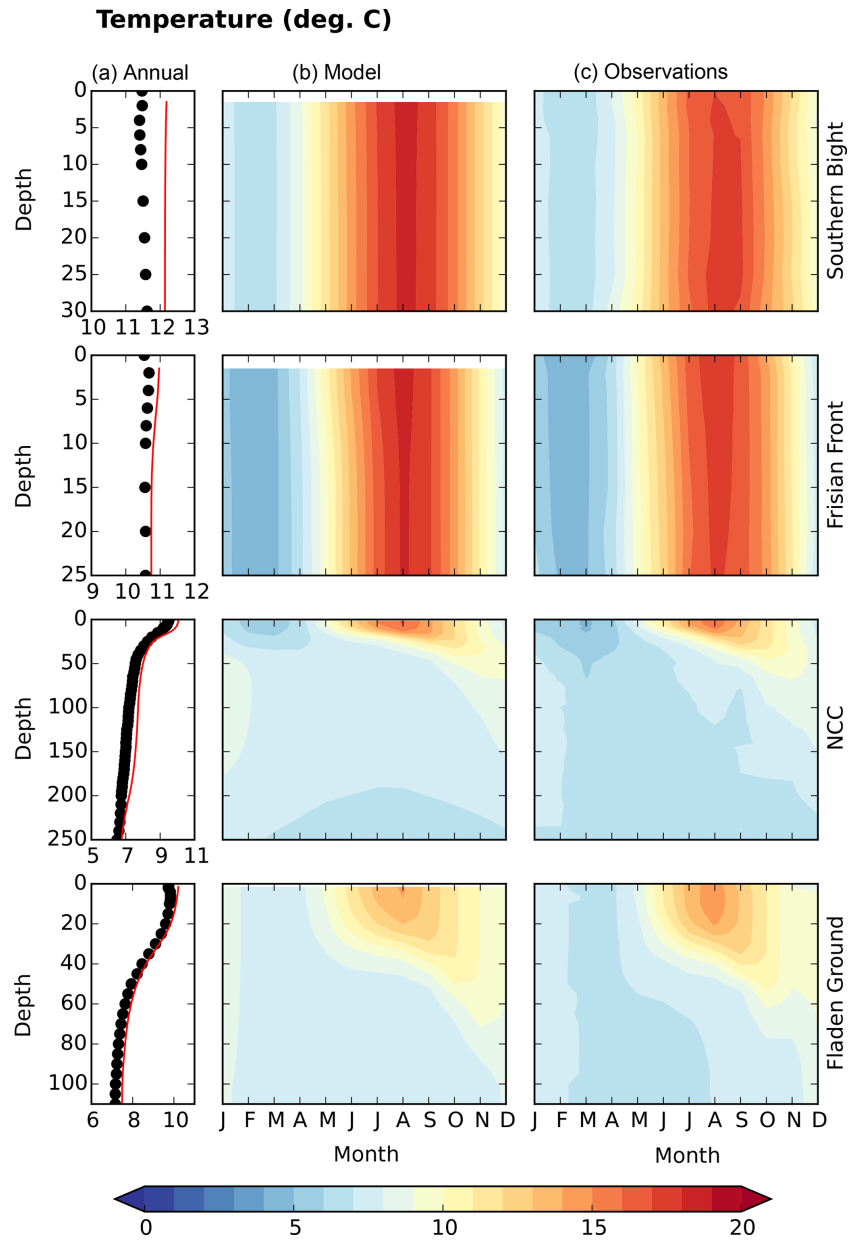 Temperature (deg. C)
(a) Annual (b) Model (c) Observations
0
5
10
15
20
25
30
Depth
10 11 12 13
Southern Bight
0
5
10
15
20
25
Depth
9 10 11 12
Frisian Front
0
50
100
150
200
250
Depth
5 7 9 11
NCC
0
20
40
60
80
100
Depth
6 8 10
J F M A M J J A S O N D
Month
J F M A M J J A S O N D
Month
Fladen Ground
0 5 10 15 20